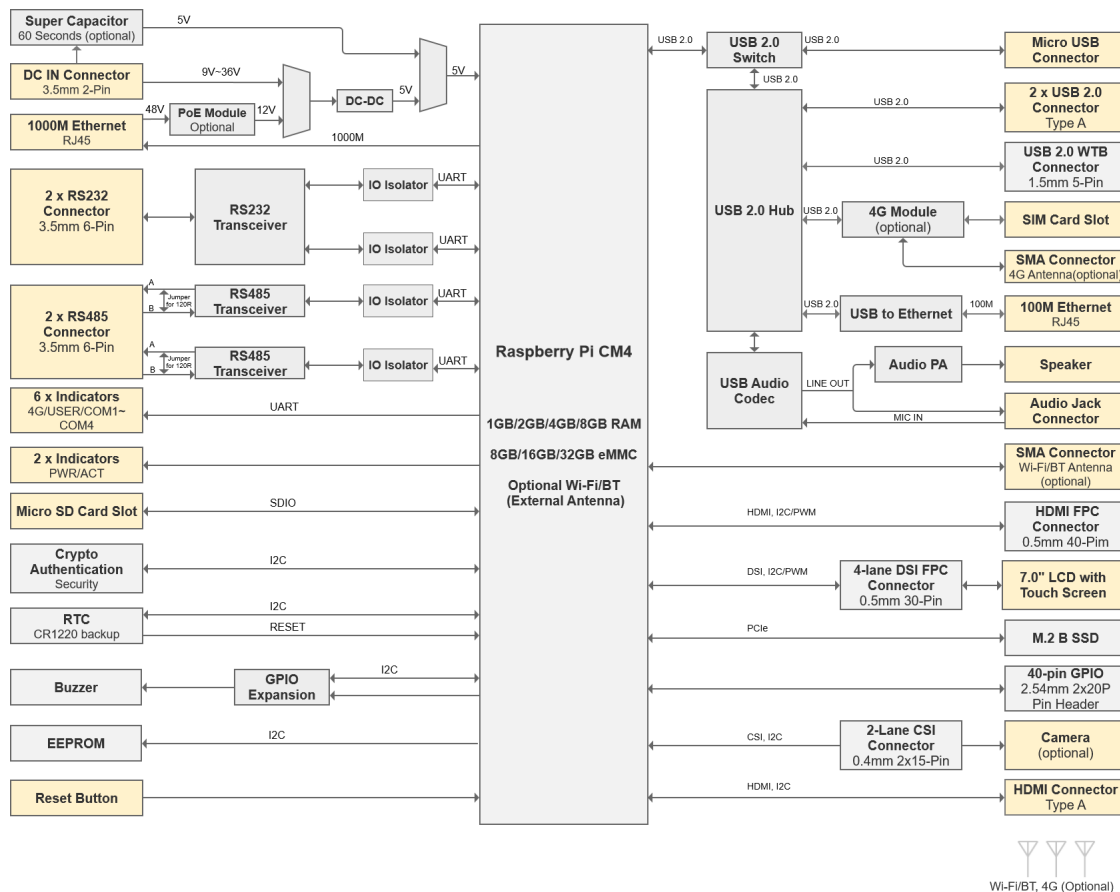 Super Capacitor
60 Seconds (optional)
5V
DC IN Connector
3.5mm 2-Pin
9V~36V
48V
PoE Module
Optional
12V
DC-DC
5V
5V
1000M Ethernet
RJ45
1000M
2 x RS232
Connector
3.5mm 6-Pin
RS232
Transceiver
IO Isolator
UART
IO Isolator
UART
2 x RS485
Connector
3.5mm 6-Pin
A
B
Jumper
for 120R
RS485
Transceiver
IO Isolator
UART
A
B
Jumper
for 120R
RS485
Transceiver
IO Isolator
UART
6 x Indicators
4G/USER/COM1~
COM4
UART
2 x Indicators
PWR/ACT
Micro SD Card Slot
SDIO
Crypto
Authentication
Security
I2C
RTC
CR1220 backup
I2C
RESET
Buzzer
GPIO
Expansion
I2C
EEPROM
I2C
Reset Button
Raspberry Pi CM4
1GB/2GB/4GB/8GB RAM
8GB/16GB/32GB eMMC
Optional Wi-Fi/BT
(External Antenna)
USB 2.0
USB 2.0
Switch
USB 2.0
Micro USB
Connector
USB 2.0
USB 2.0 Hub
USB 2.0
2 x USB 2.0
Connector
Type A
USB 2.0
USB 2.0 WTB
Connector
1.5mm 5-Pin
USB 2.0
4G Module
(optional)
SIM Card Slot
SMA Connector
4G Antenna(optional)
USB 2.0
USB to Ethernet
100M
100M Ethernet
RJ45
USB Audio
Codec
LINE OUT
Audio PA
Speaker
MIC IN
Audio Jack
Connector
SMA Connector
Wi-Fi/BT Antenna
(optional)
HDMI, I2C/PWM
HDMI FPC
Connector
0.5mm 40-Pim
DSI, I2C/PWM
4-lane DSI FPC
Connector
0.5mm 30-Pin
7.0" LCD with
Touch Screen
PCIe
M.2 B SSD
40-pin GPIO
2.54mm 2x20P
Pin Header
CSI, I2C
2-Lane CSI
Connector
0.4mm 2x15-Pin
Camera
(optional)
HDMI, I2C
HDMI Connector
Type A
Wi-Fi/BT, 4G (Optional)